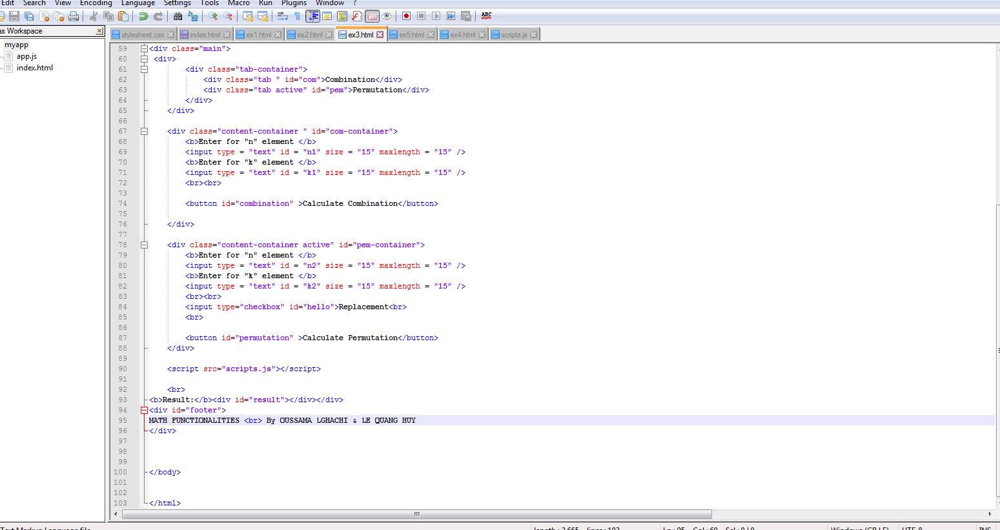 Edit Search View Encoding Language Settings Tools Macro Run Plugins Window ?
ABC
as Workspace
myapp
app.js
index.html
stylesheet.css index.html ex1.html ex2.html ex3.html ex5.html ex4.html scripts.js
59 <div class="main">
60 <div>
61 <div class="tab-container">
62 <div class="tab " id="com">Combination</div>
63 <div class="tab active" id="pem">Permutation</div>
64 </div>
65 </div>
66
67 <div class="content-container " id="com-container">
68 <b>Enter for "n" element </b>
69 <input type = "text" id = "n1" size = "15" maxlength = "15" />
70 <b>Enter for "k" element </b>
71 <input type = "text" id = "k1" size = "15" maxlength = "15" />
72 <br><br>
73
74 <button id="combination" >Calculate Combination</button>
75
76 </div>
77
78 <div class="content-container active" id="pem-container">
79 <b>Enter for "n" element </b>
80 <input type = "text" id = "n2" size = "15" maxlength = "15" />
81 <b>Enter for "k" element </b>
82 <input type = "text" id = "k2" size = "15" maxlength = "15" />
83 <br><br>
84 <input type="checkbox" id="hello">Replacement<br>
85 <br>
86
87 <button id="permutation" >Calculate Permutation</button>
88 </div>
89
90 <script src="scripts.js"></script>
91
92 <br>
93 <b>Result:</b><div id="result"></div></div>
94 <div id="footer">
95 MATH FUNCTIONALITIES <br> By OUSSAMA LGHACHI & LE QUANG HUY
96 </div>
97
98
99
100 </body>
101
102
103 </html>